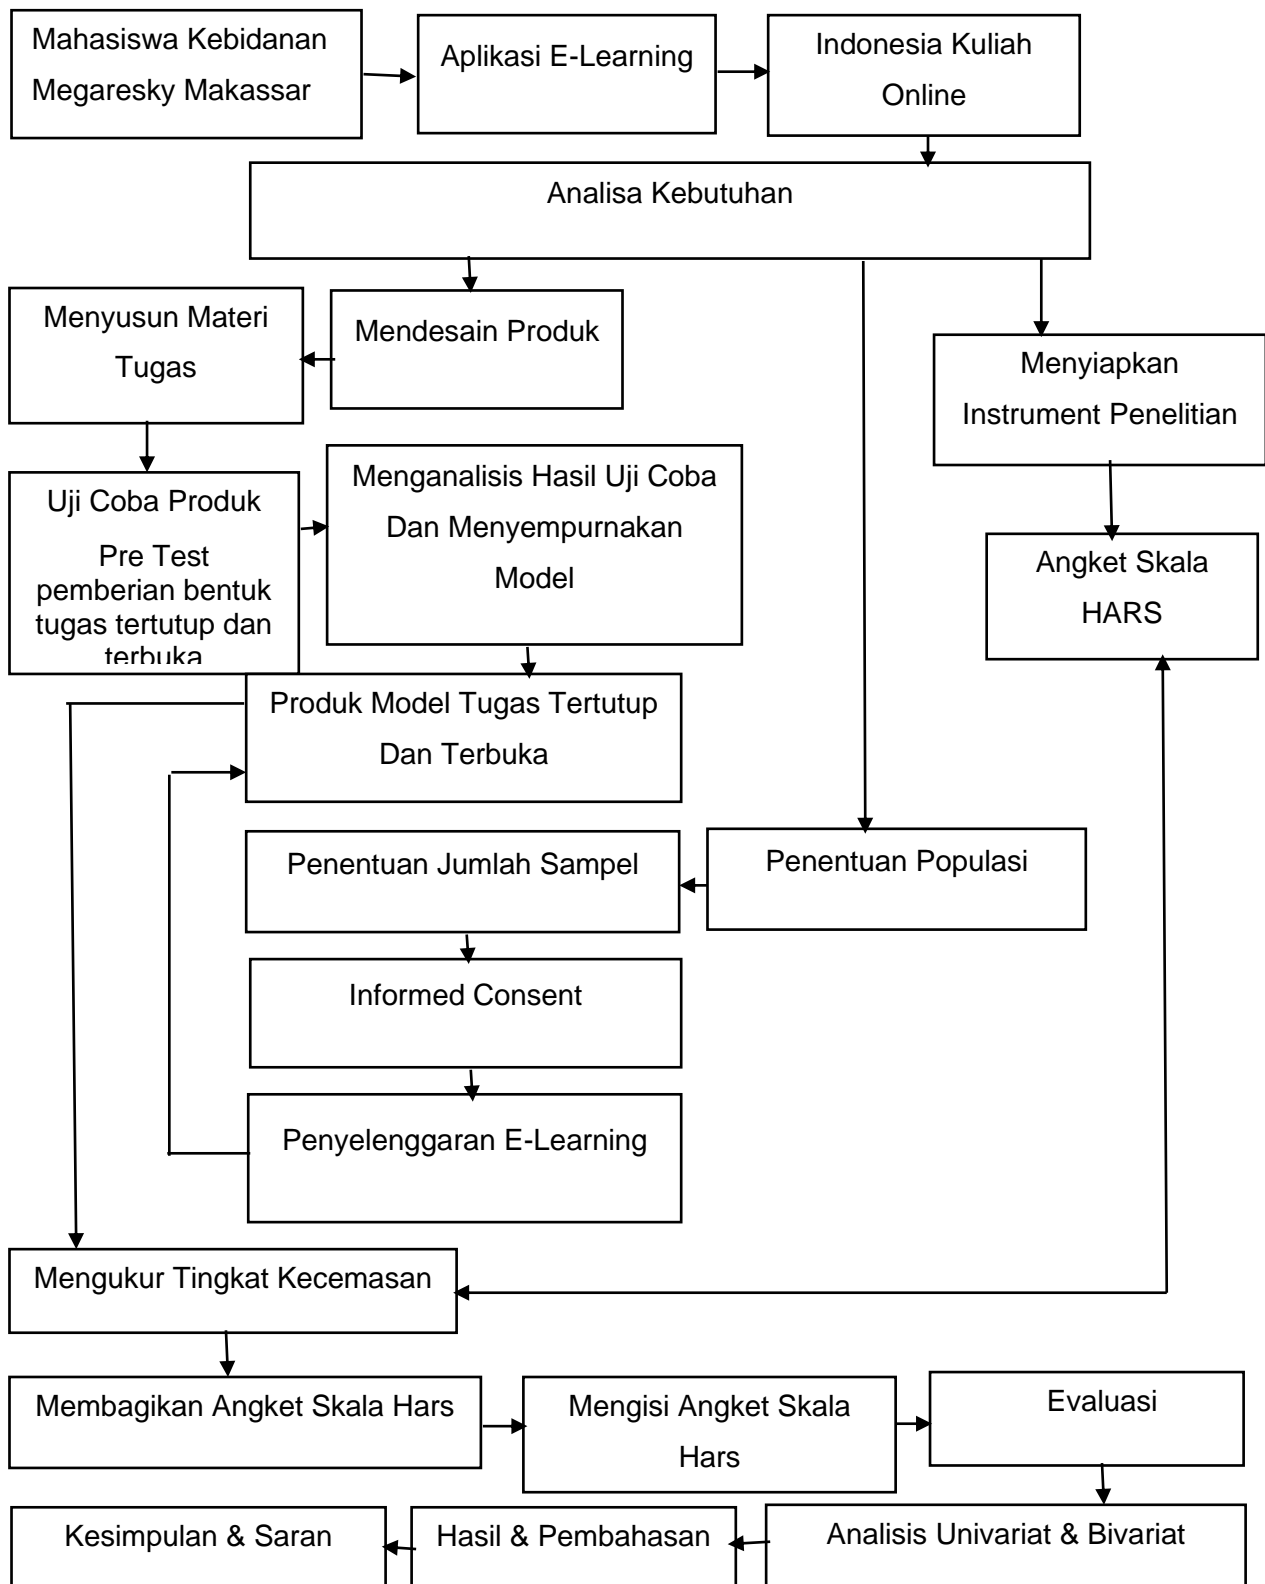 Mahasiswa Kebidanan
Megaresky Makassar
Aplikasi E-Learning
Indonesia Kuliah
Online
Analisa Kebutuhan
Menyusun Materi
Tugas
Mendesain Produk
Menyiapkan
Instrument Penelitian
Uji Coba Produk
Pre Test
pemberian bentuk
tugas tertutup dan
terbuka
Menganalisis Hasil Uji Coba
Dan Menyempurnakan
Model
Angket Skala
HARS
Produk Model Tugas Tertutup
Dan Terbuka
Penentuan Jumlah Sampel
Penentuan Populasi
Informed Consent
Penyelenggaran E-Learning
Mengukur Tingkat Kecemasan
Membagikan Angket Skala Hars
Mengisi Angket Skala
Hars
Evaluasi
Kesimpulan & Saran
Hasil & Pembahasan
Analisis Univariat & Bivariat